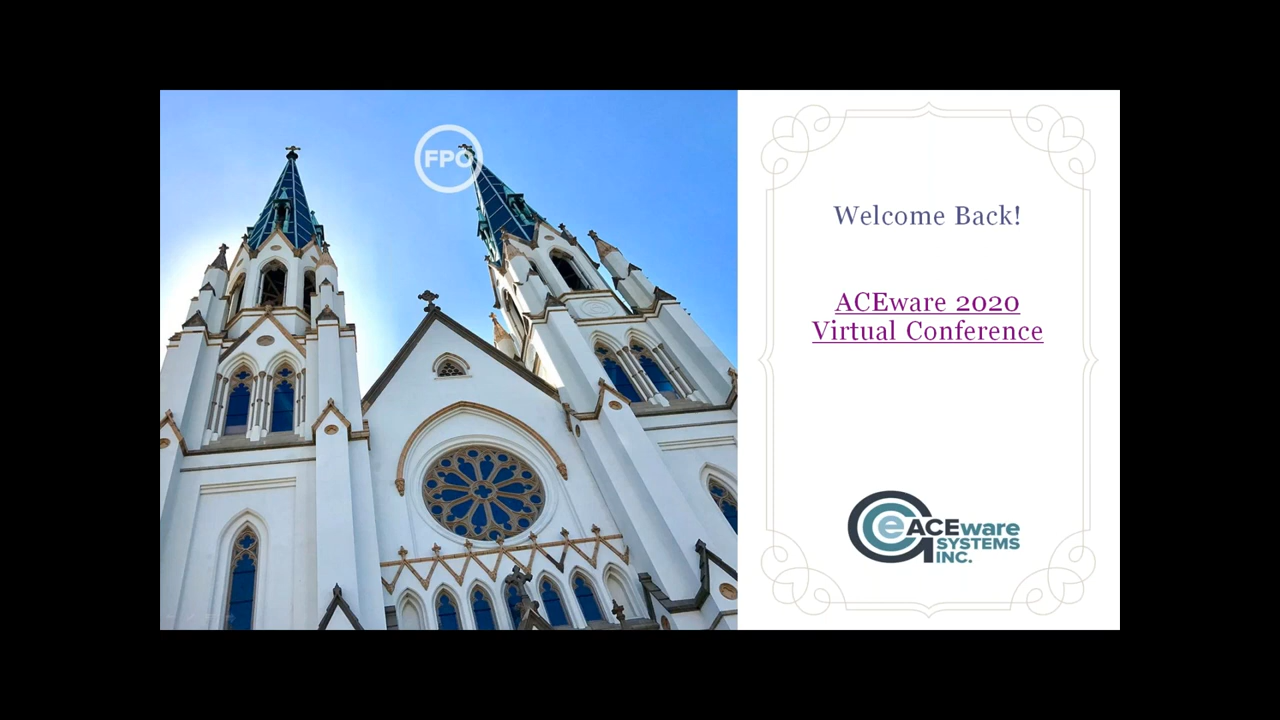 FPO
Welcome Back!
ACEware 2020
Virtual Conference
e ACEware
SYSTEMS
INC.